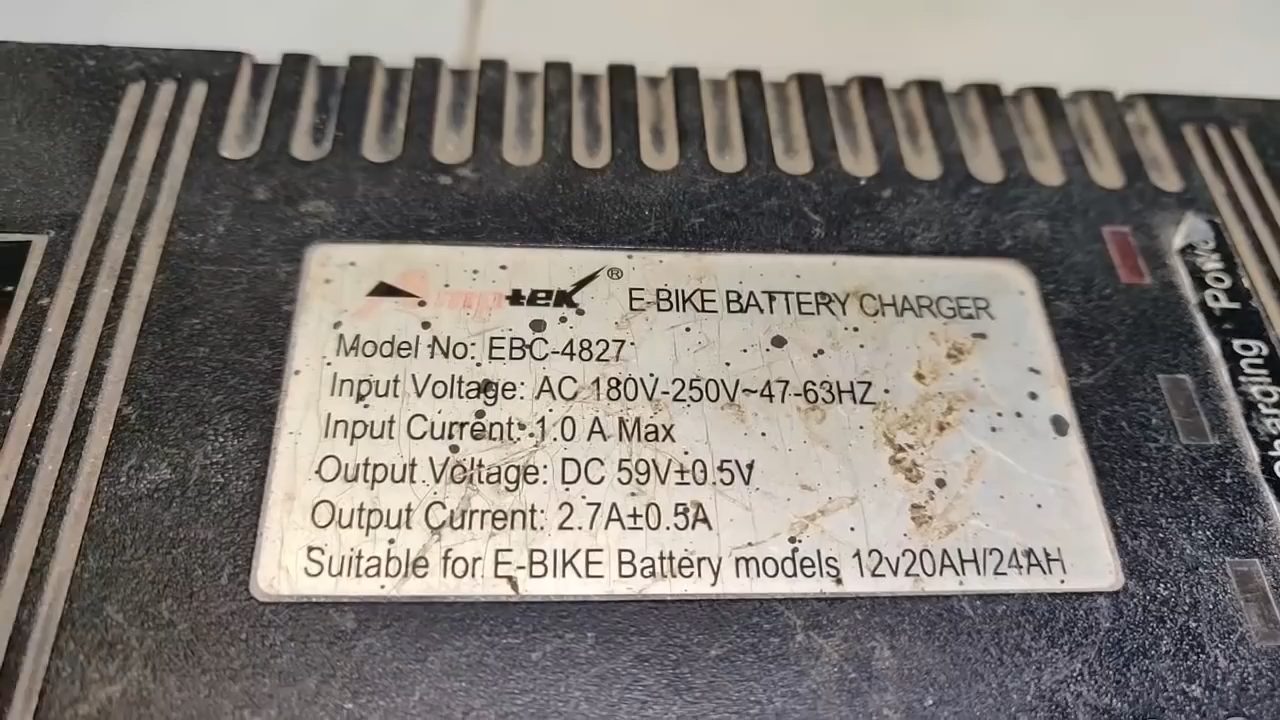 Amptek® E-BIKE BATTERY CHARGER
Model No: EBC-4827
Input Voltage: AC 180V-250V~47-63HZ
Input Current: 1.0 A Max
Output Voltage: DC 59V±0.5V
Output Current: 2.7A±0.5A
Suitable for E-BIKE Battery models 12v20AH/24AH